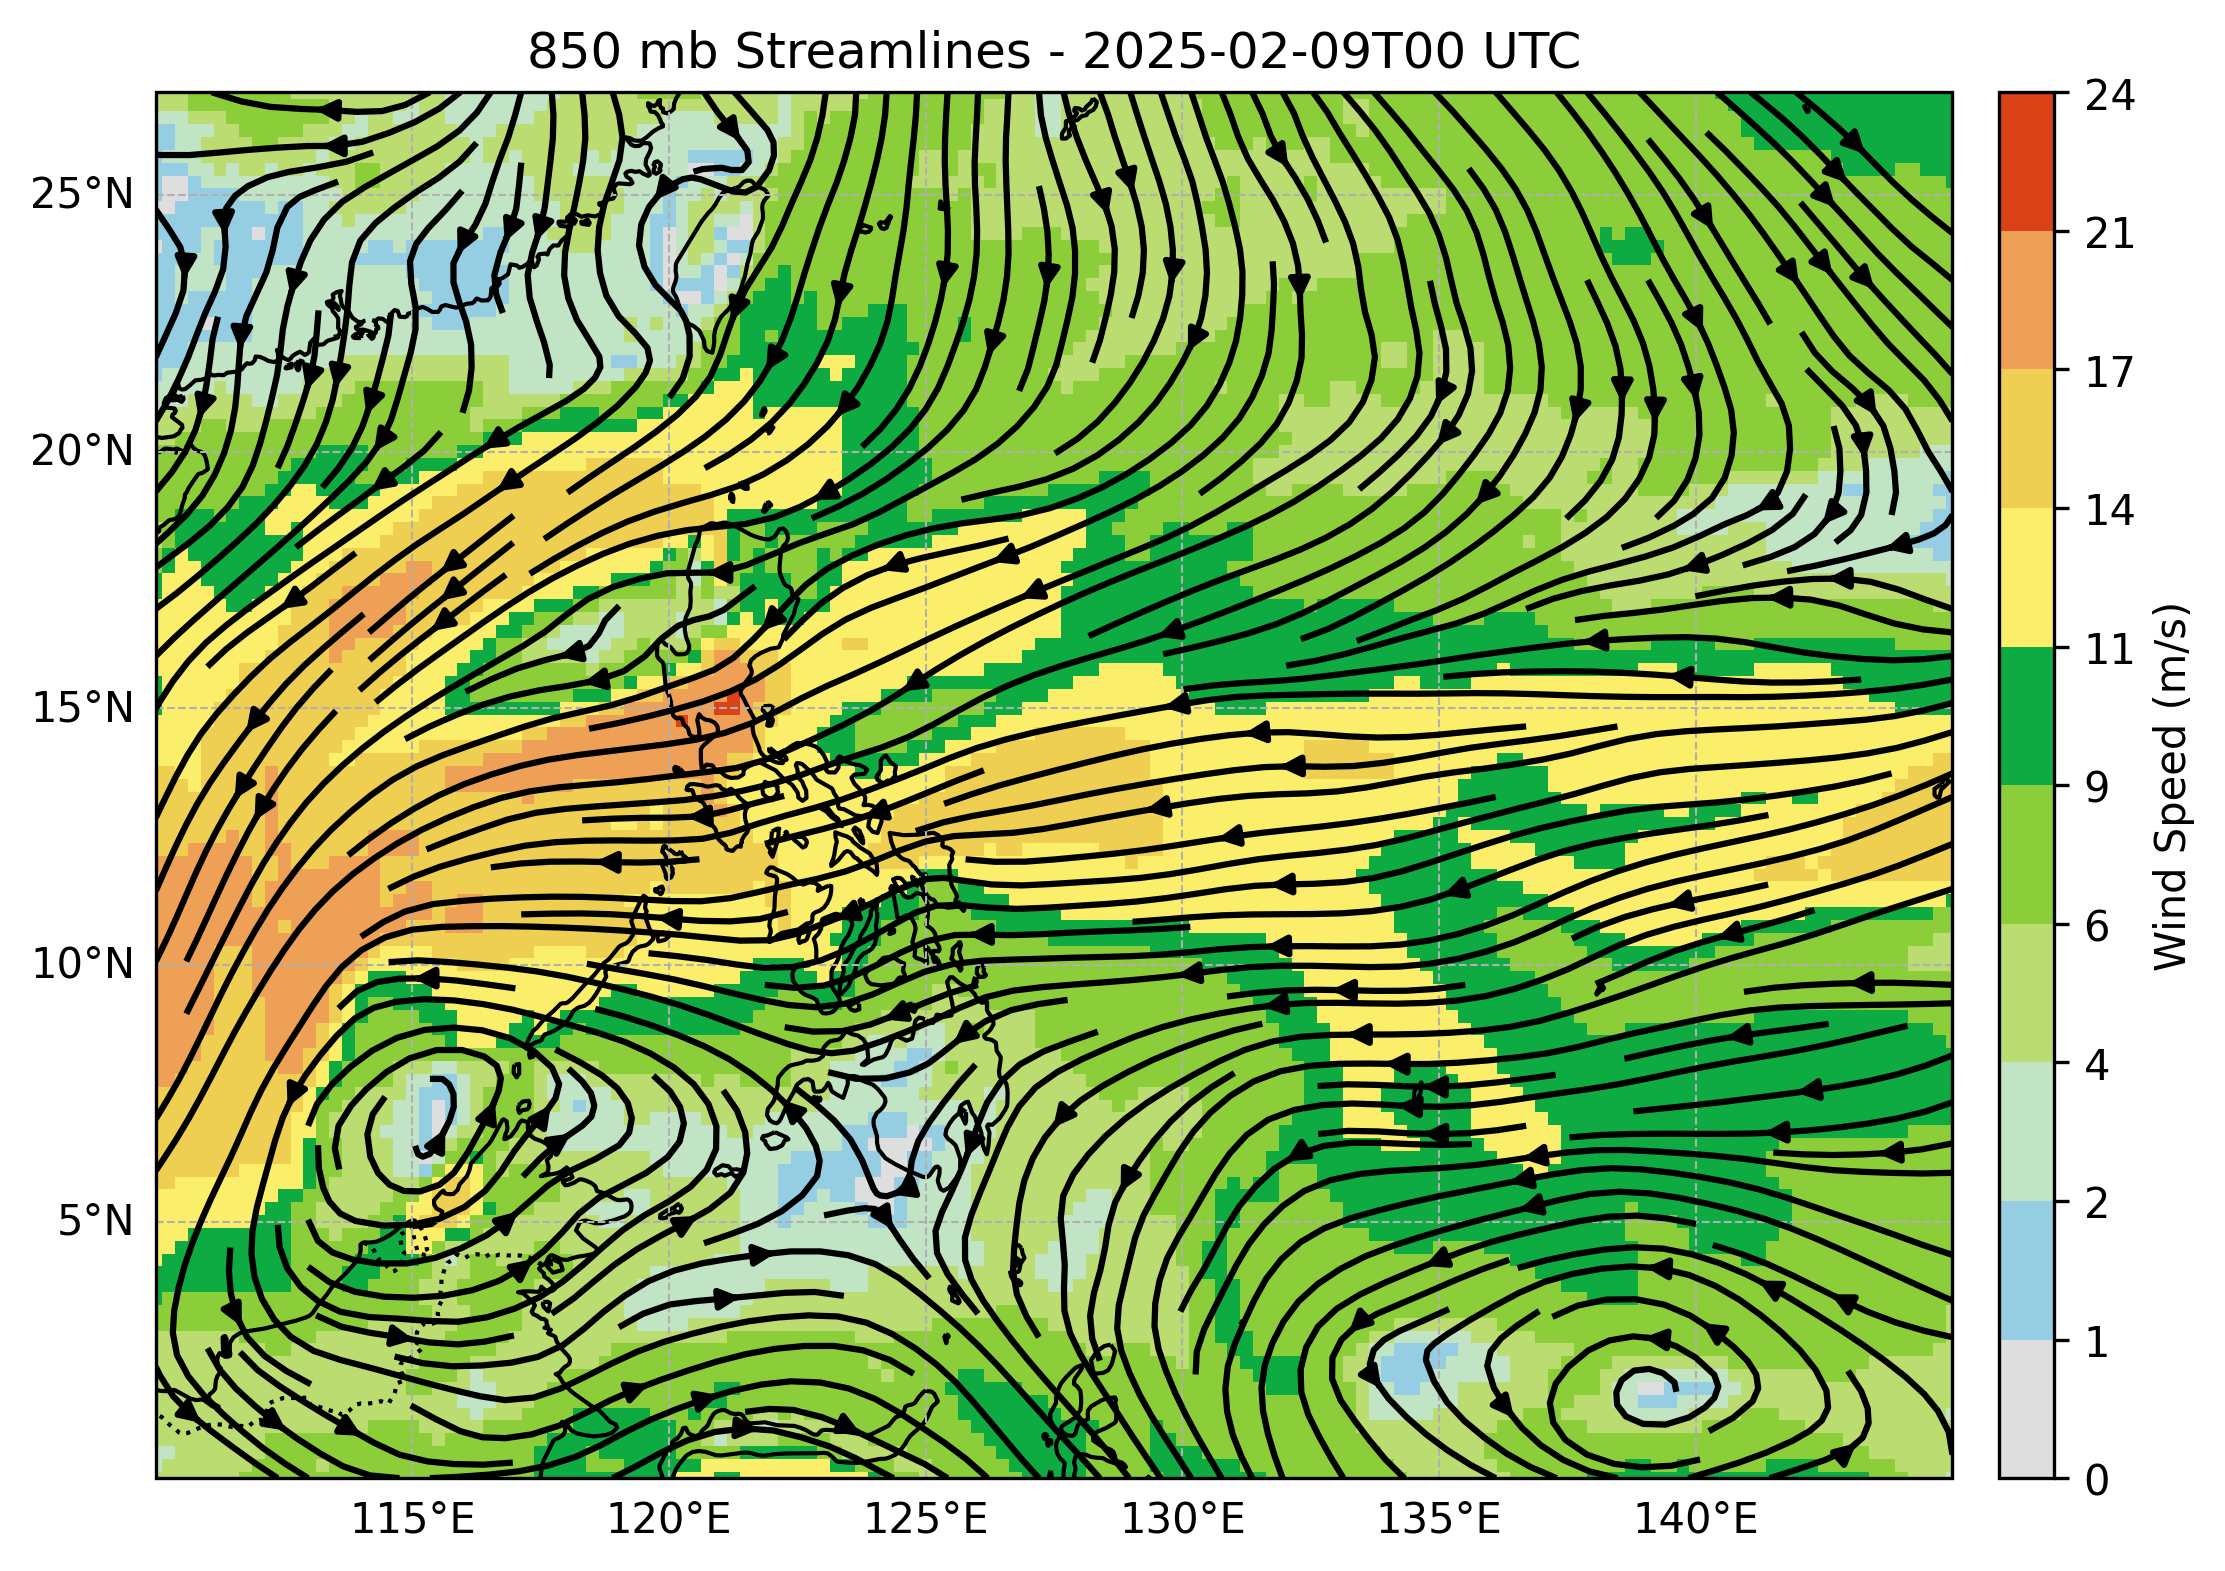 850 mb Streamlines - 2025-02-09T00 UTC
25°N
20°N
15°N
10°N
5°N
115°E
120°E
125°E
130°E
135°E
140°E
24
21
17
14
11
9
6
4
2
1
0
Wind Speed (m/s)